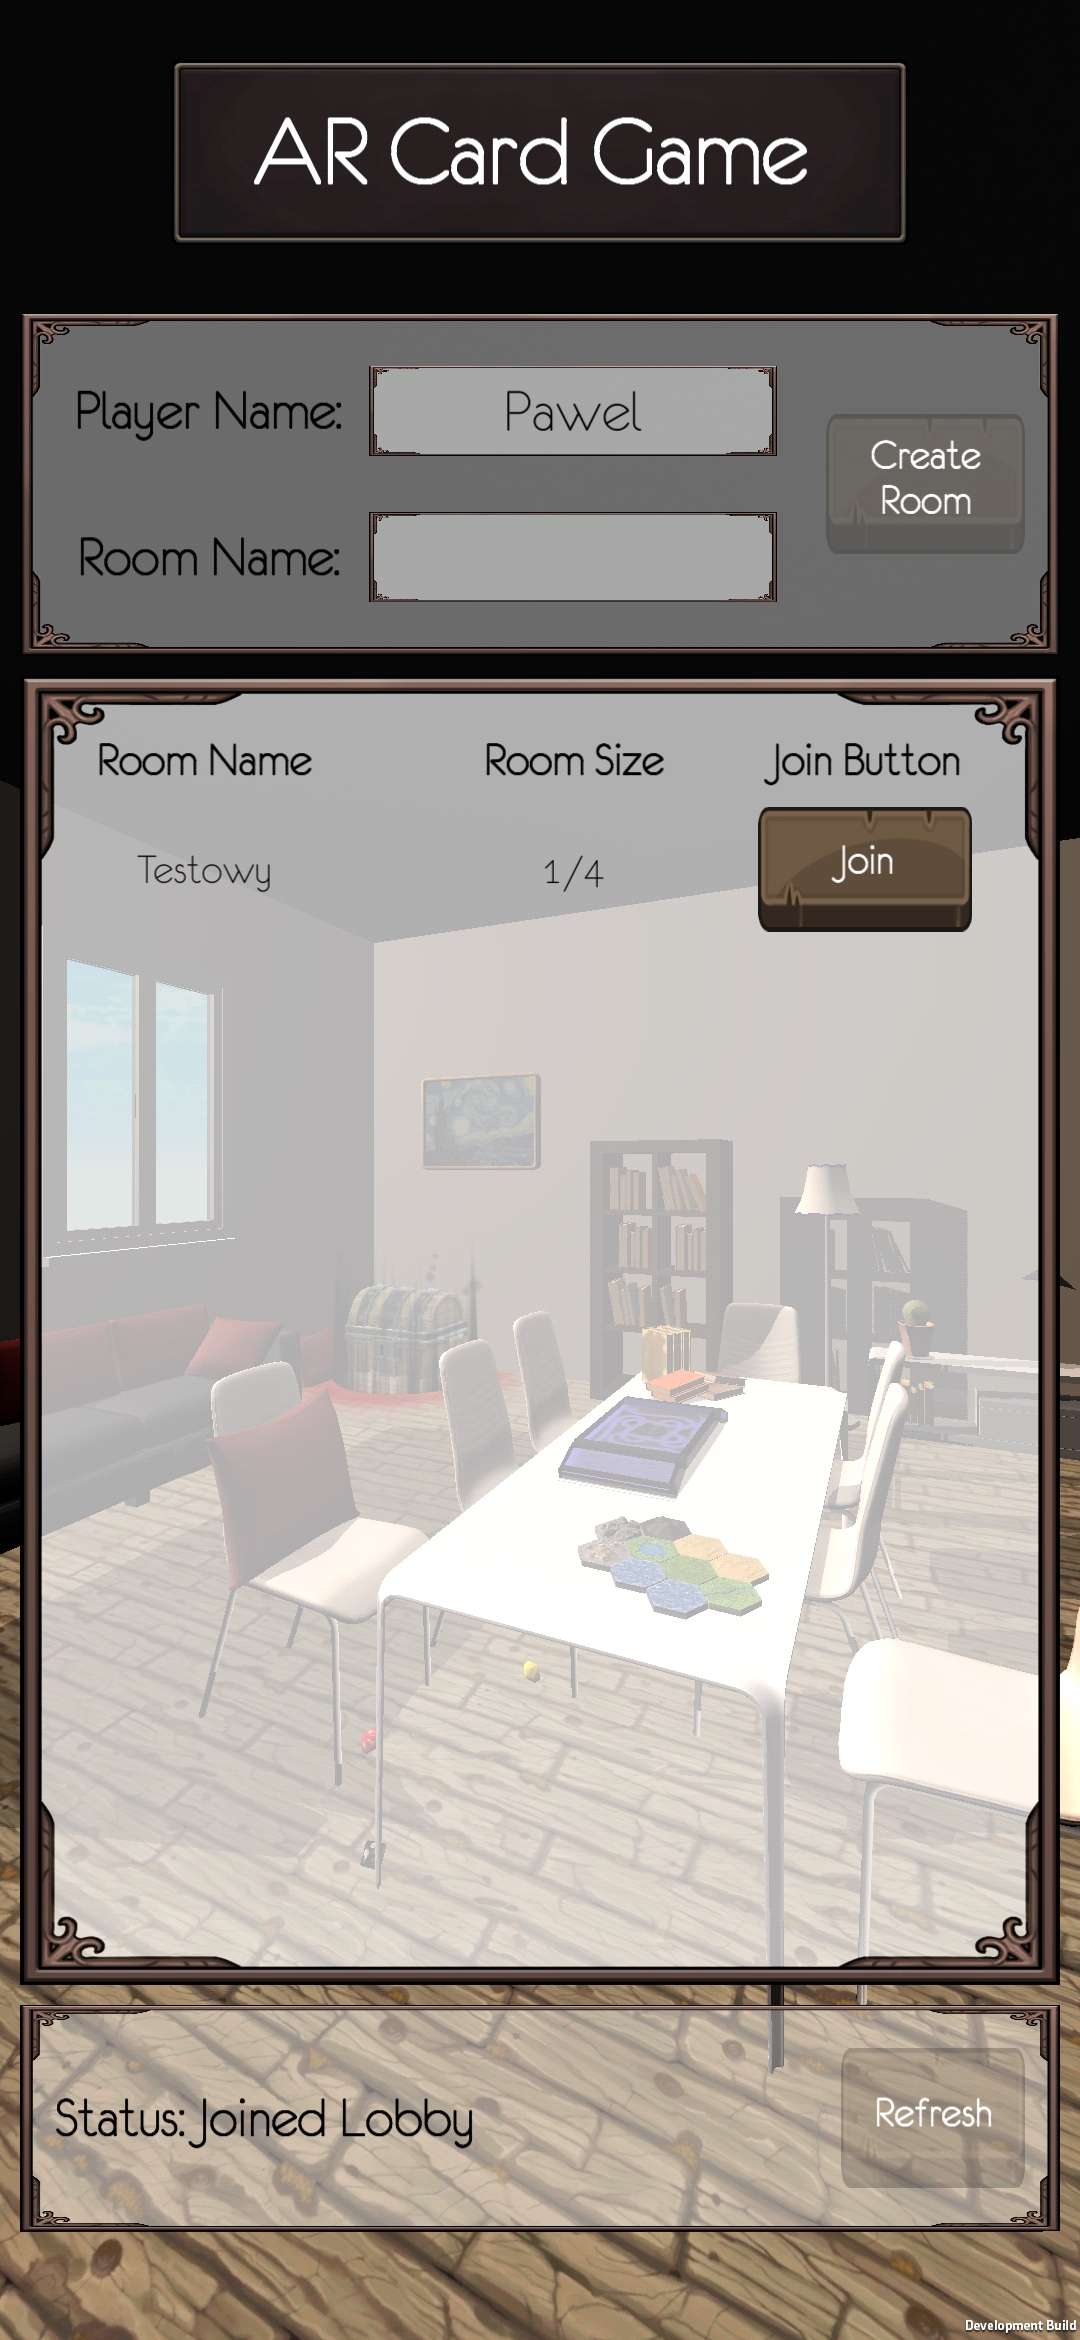 AR Card Game
Player Name:
Pawel
Create
Room
Room Name:
Room Name
Room Size
Join Button
Testowy
1/4
Join
Status: Joined Lobby
Refresh
Development Build